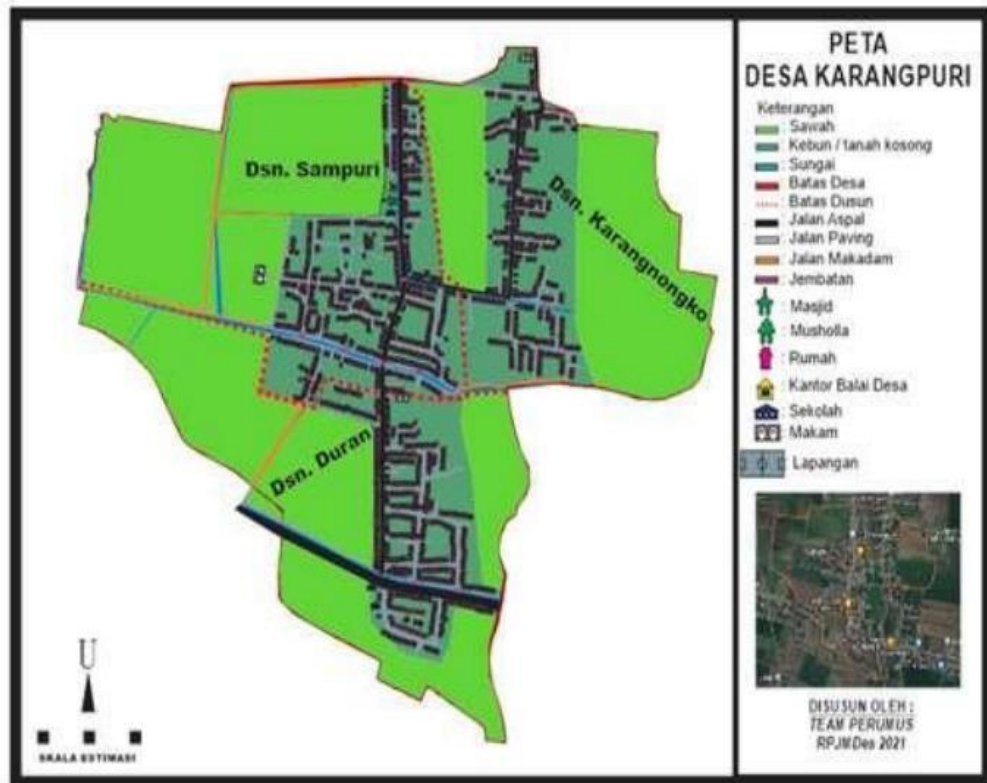 PETA
DESA KARANGPURI
Keterangan
: Sawah
: Kebun / tanah kosong
: Sungai
: Batas Desa
: Batas Dusun
: Jalan Aspal
: Jalan Paving
: Jalan Makadam
: Jembatan
: Masjid
: Musholla
: Rumah
: Kantor Balai Desa
: Sekolah
: Makam
: Lapangan
DISUSUN OLEH :
TEAM PERUMUS
RPJMDes 2021
Dsn. Sampuri
Dsn. Karangnongko
Dsn. Duran
U
SKALA ESTIMASI